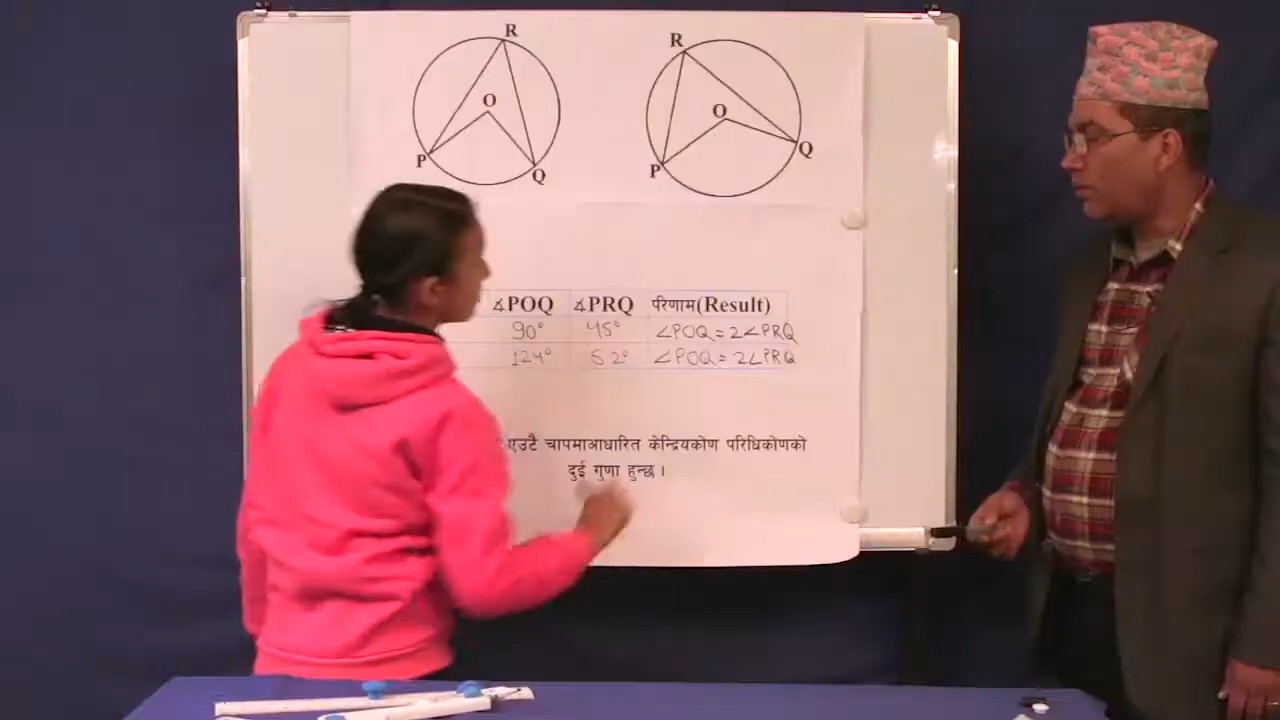 R
R
O
O
P
Q
P
Q
∡POQ ∡PRQ परिणाम(Result)
90° 45° ∠POQ = 2∠PRQ
124° 62° ∠POQ = 2∠PRQ
एउटै चापमाआधारित केन्द्रियकोण परिधिकोणको
दुई गुणा हुन्छ ।